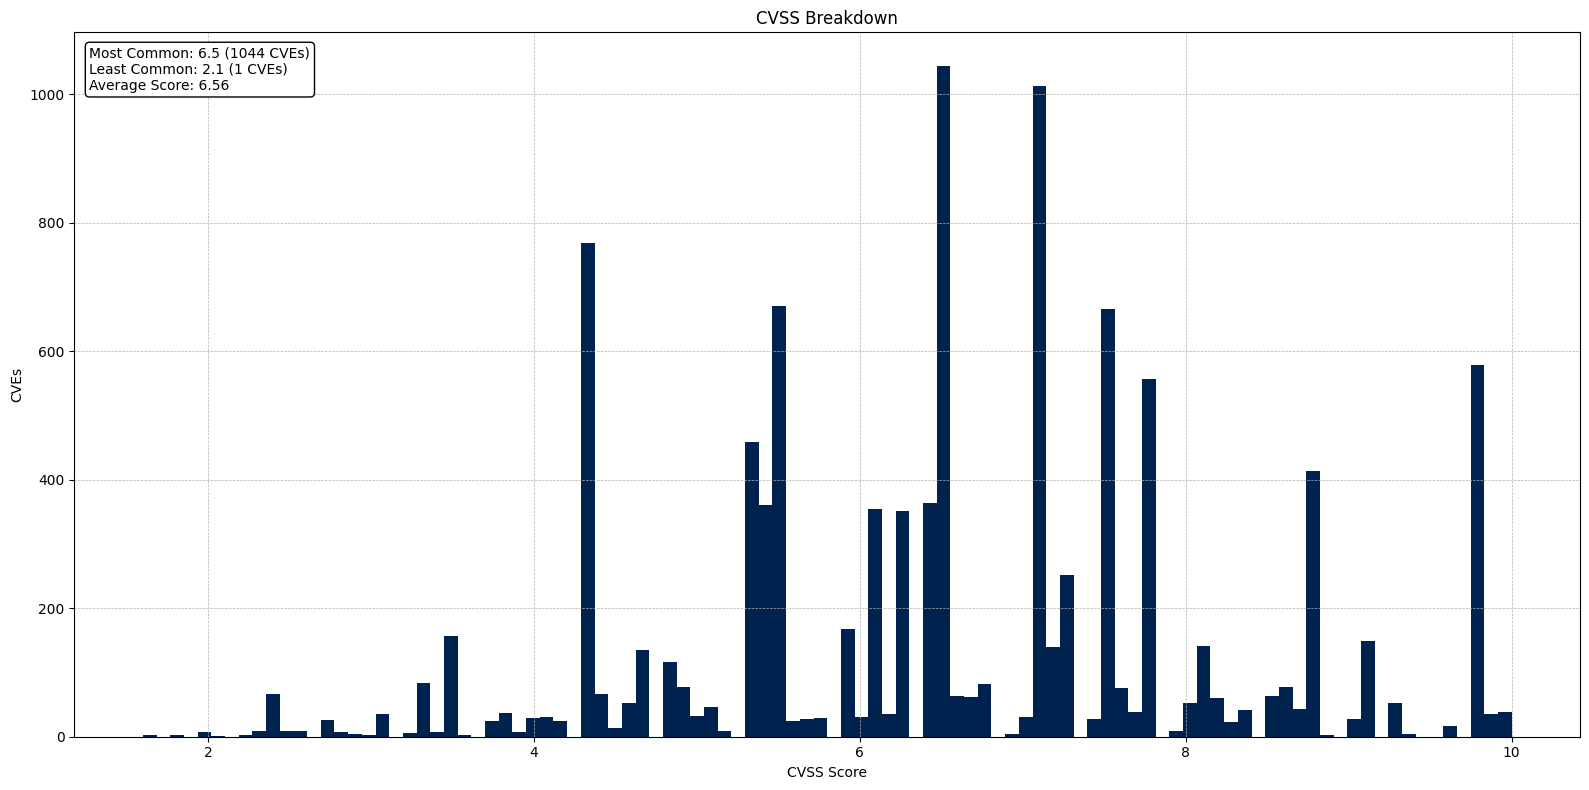 CVSS Breakdown
Most Common: 6.5 (1044 CVEs)
Least Common: 2.1 (1 CVEs)
Average Score: 6.56
1000
800
600
400
200
0
CVEs
2 4 6 8 10
CVSS Score